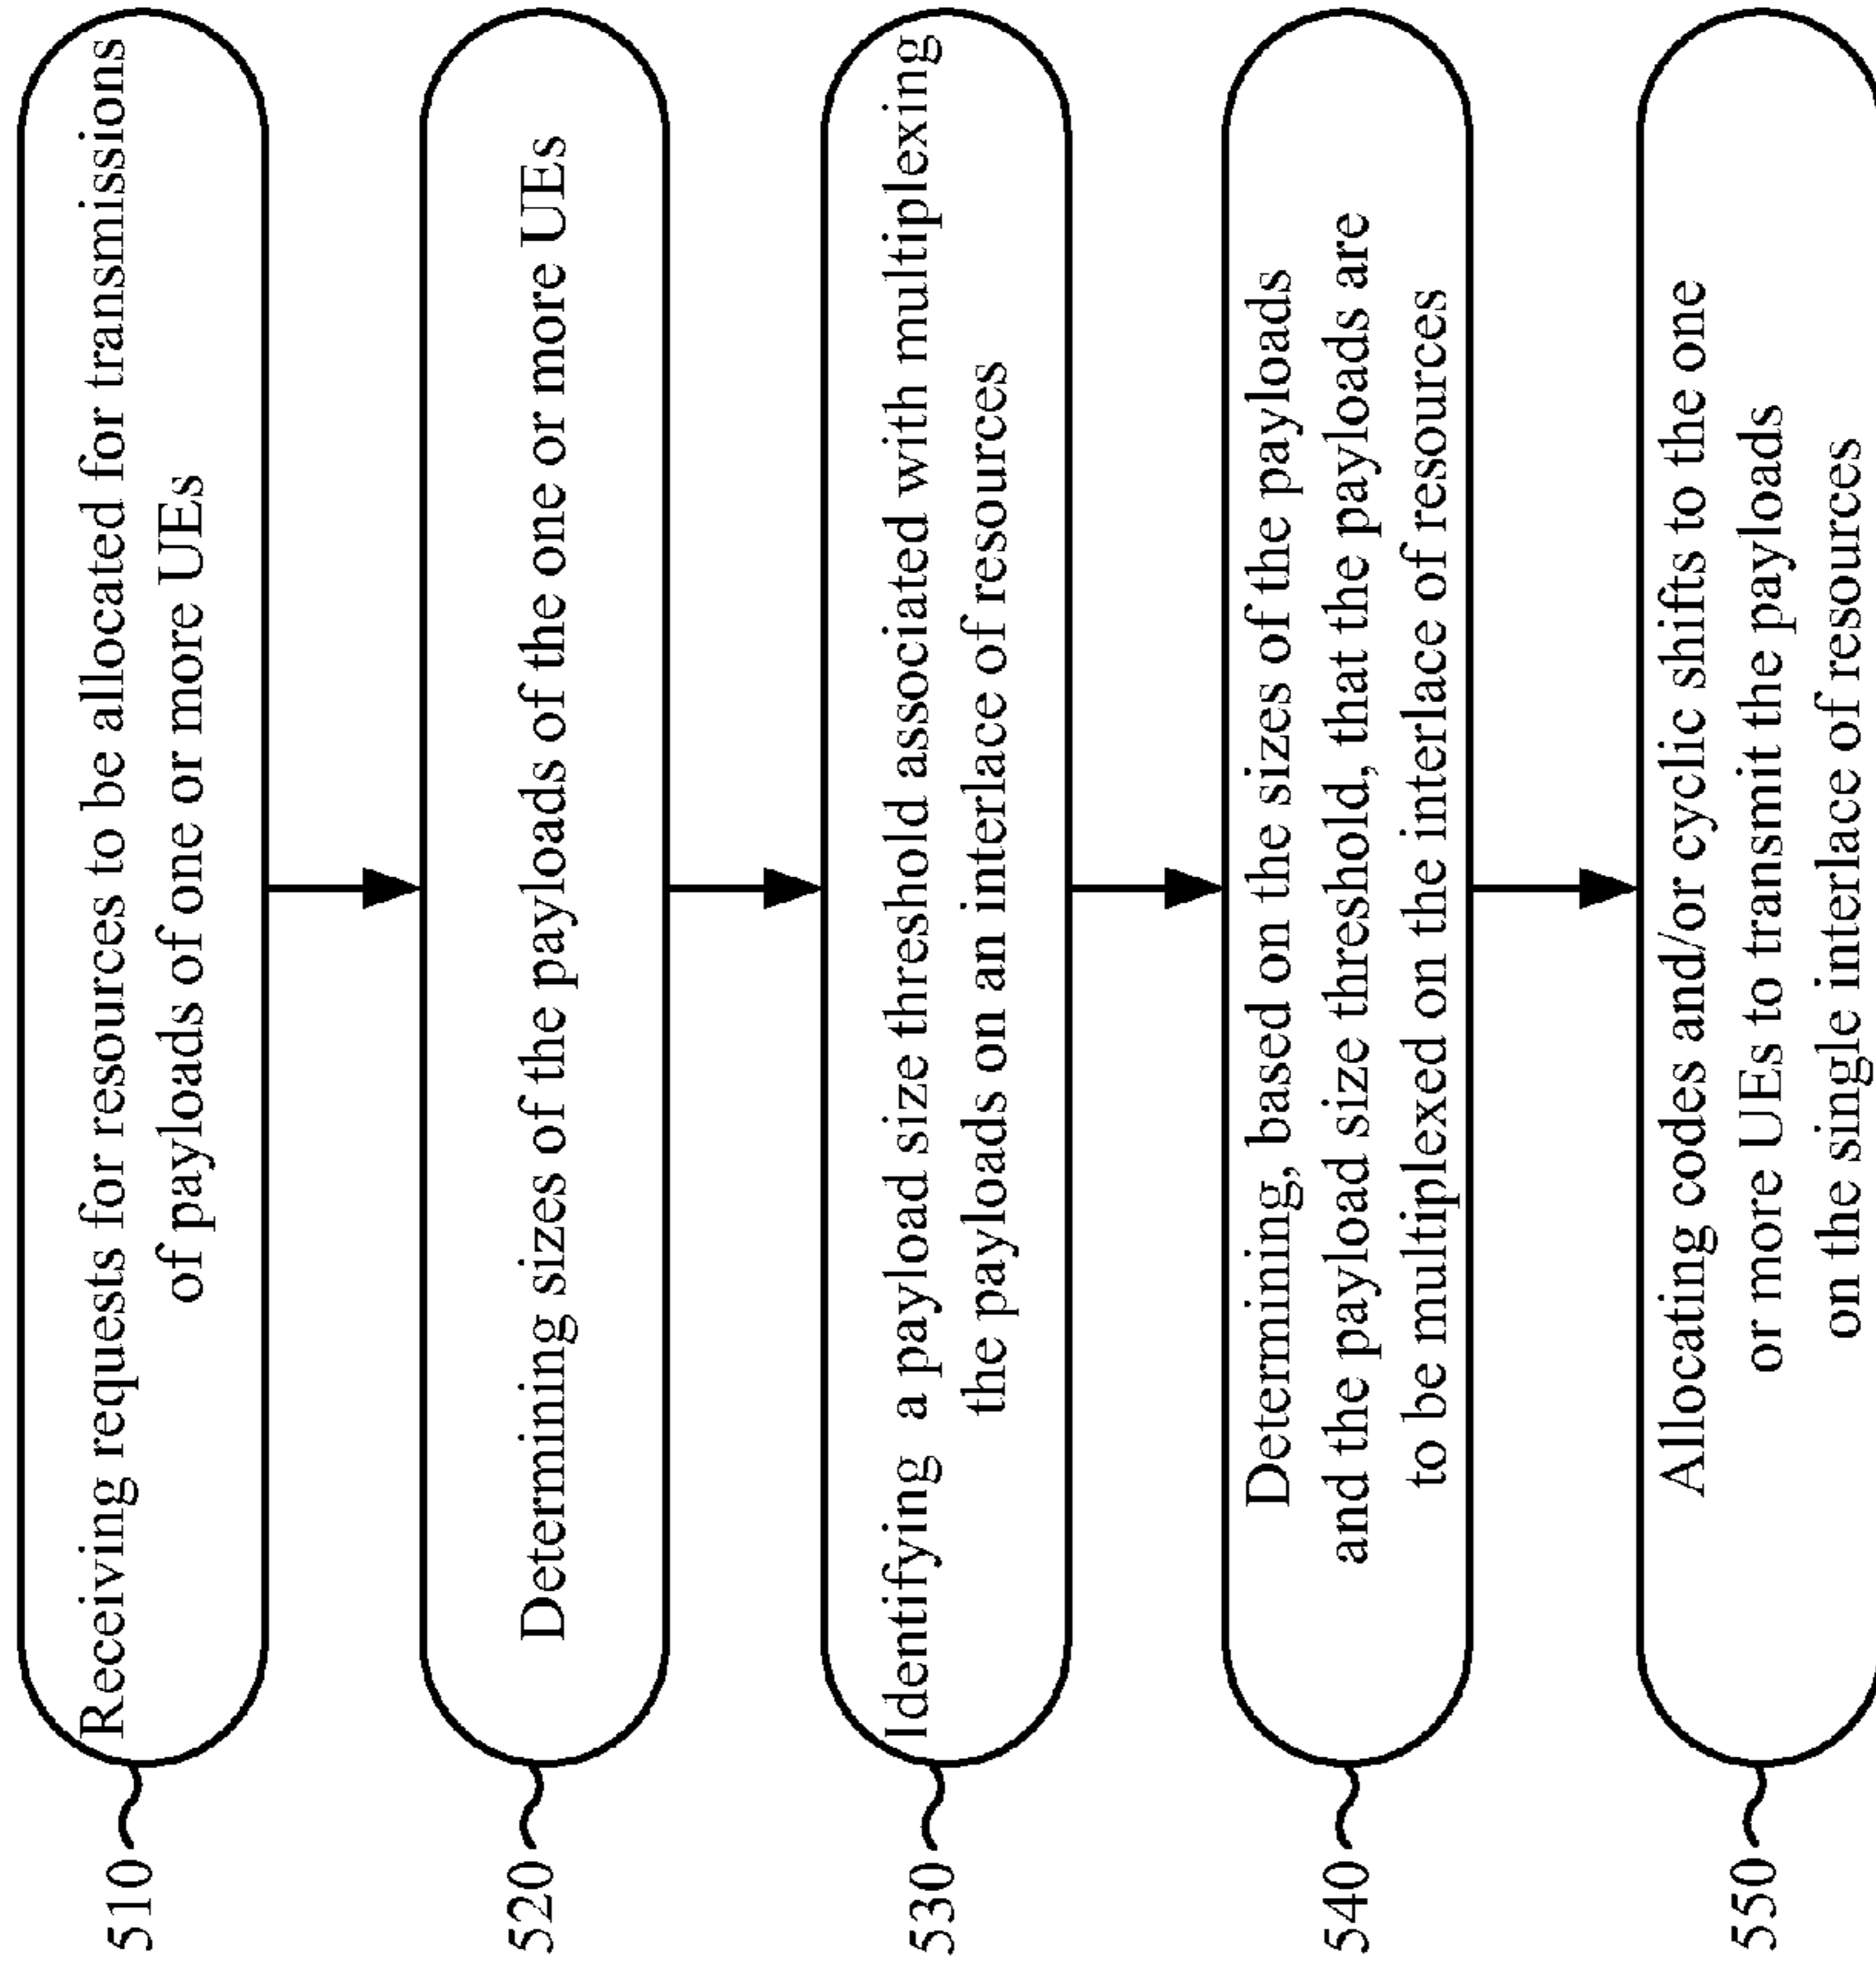 510
Receiving requests for resources to be allocated for transmissions
of payloads of one or more UEs
520
Determining sizes of the payloads of the one or more UEs
530
Identifying a payload size threshold associated with multiplexing
the payloads on an interlace of resources
540
Determining, based on the sizes of the payloads
and the payload size threshold, that the payloads are
to be multiplexed on the interlace of resources
550
Alllocating codes and/or cyclic shifts to the one
or more UEs to transmit the payloads
on the single interlace of resources